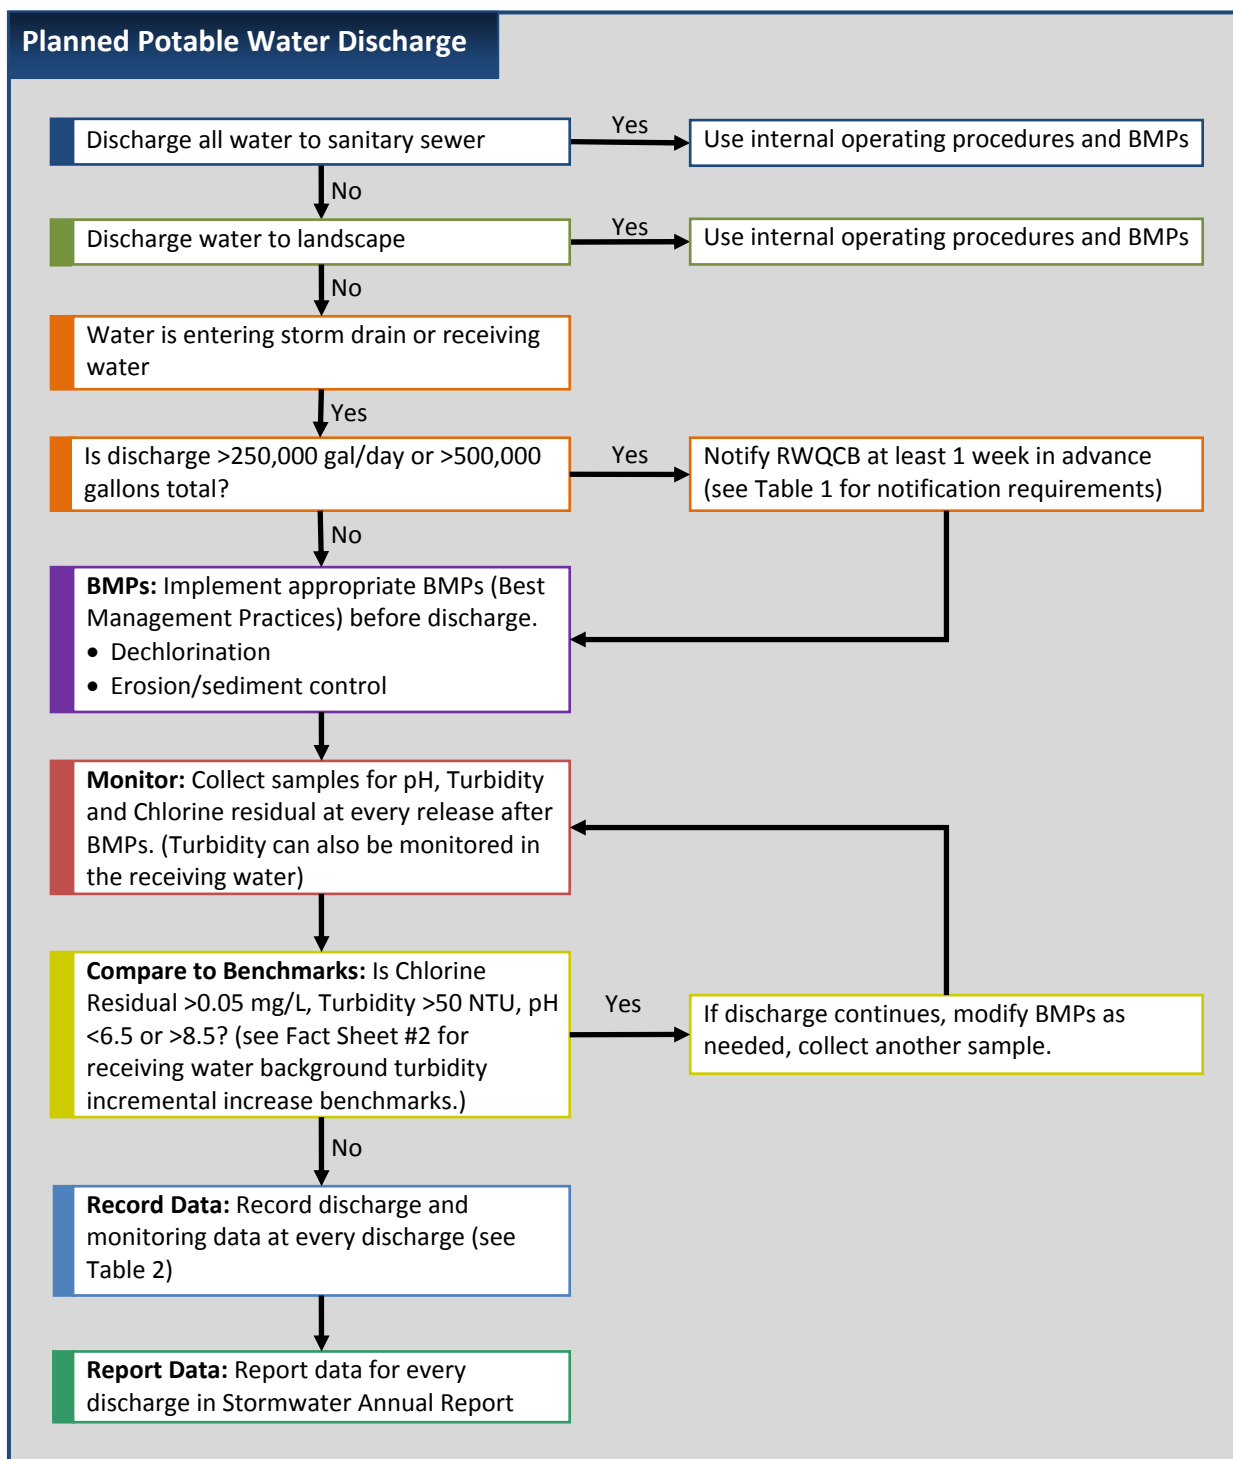 Planned Potable Water Discharge
Discharge all water to sanitary sewer
Yes
Use internal operating procedures and BMPs
No
Discharge water to landscape
Yes
Use internal operating procedures and BMPs
No
Water is entering storm drain or receiving
water
Yes
Is discharge >250,000 gal/day or >500,000
gallons total?
Yes
Notify RWQCB at least 1 week in advance
(see Table 1 for notification requirements)
No
BMPs: Implement appropriate BMPs (Best
Management Practices) before discharge.
• Dechlorination
• Erosion/sediment control
Monitor: Collect samples for pH, Turbidity
and Chlorine residual at every release after
BMPs. (Turbidity can also be monitored in
the receiving water)
Compare to Benchmarks: Is Chlorine
Residual >0.05 mg/L, Turbidity >50 NTU, pH
<6.5 or >8.5? (see Fact Sheet #2 for
receiving water background turbidity
incremental increase benchmarks.)
Yes
If discharge continues, modify BMPs as
needed, collect another sample.
No
Record Data: Record discharge and
monitoring data at every discharge (see
Table 2)
Report Data: Report data for every
discharge in Stormwater Annual Report